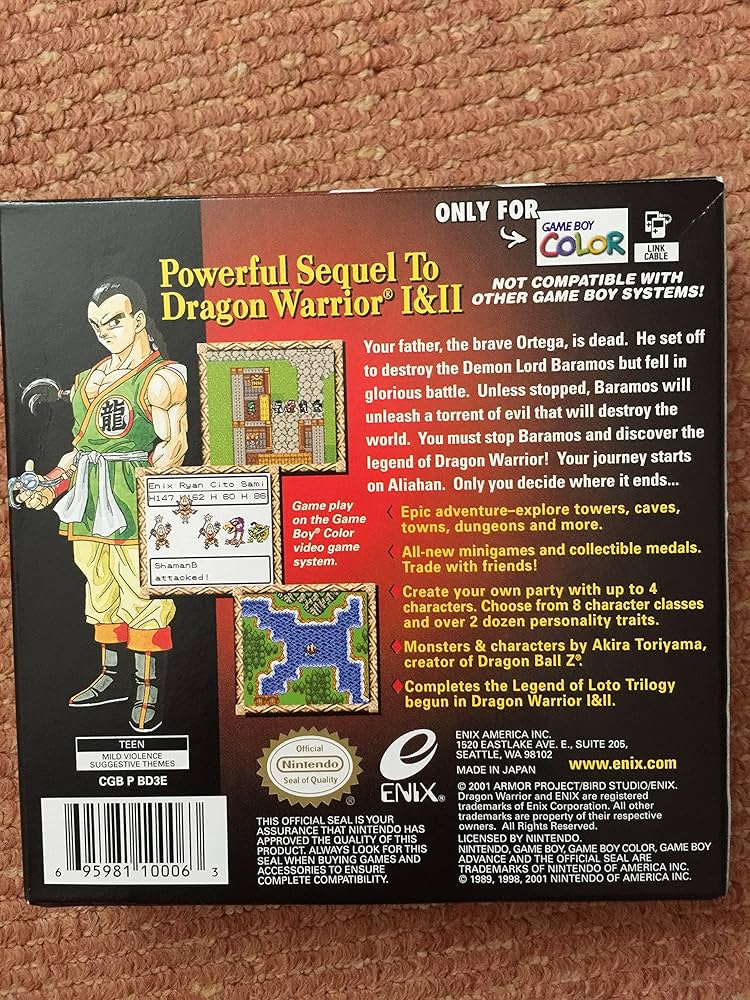 ONLY FOR
GAME BOY
COLOR
LINK
CABLE
NOT COMPATIBLE WITH
OTHER GAME BOY SYSTEMS!
Powerful Sequel To
Dragon Warrior® I&II
Your father, the brave Ortega, is dead. He set off
to destroy the Demon Lord Baramos but fell in
glorious battle. Unless stopped, Baramos will
unleash a torrent of evil that will destroy the
world. You must stop Baramos and discover the
legend of Dragon Warrior! Your journey starts
on Aliahan. Only you decide where it ends...
龍
INN
Enix Ryan Cito Sami
H147 H162 H 60 H 86
ShamanB
attacked!
Game play
on the Game
Boy® Color
video game
system.
Epic adventure–explore towers, caves,
towns, dungeons and more.
All-new minigames and collectible medals.
Trade with friends!
Create your own party with up to 4
characters. Choose from 8 character classes
and over 2 dozen personality traits.
Monsters & characters by Akira Toriyama,
creator of Dragon Ball Z®.
Completes the Legend of Loto Trilogy
begun in Dragon Warrior I&II.
TEEN
MILD VIOLENCE
SUGGESTIVE THEMES
CGB P BD3E
6 95981 10006 3
Official
Nintendo
Seal of Quality
®
THIS OFFICIAL SEAL IS YOUR
ASSURANCE THAT NINTENDO HAS
APPROVED THE QUALITY OF THIS
PRODUCT. ALWAYS LOOK FOR THIS
SEAL WHEN BUYING GAMES AND
ACCESSORIES TO ENSURE
COMPLETE COMPATIBILITY.
ENIX®
ENIX AMERICA INC.
1520 EASTLAKE AVE. E., SUITE 205,
SEATTLE, WA 98102
MADE IN JAPAN
www.enix.com
© 2001 ARMOR PROJECT/BIRD STUDIO/ENIX.
Dragon Warrior and ENIX are registered
trademarks of Enix Corporation. All other
trademarks are property of their respective
owners. All Rights Reserved.
LICENSED BY NINTENDO.
NINTENDO, GAME BOY, GAME BOY COLOR, GAME BOY
ADVANCE AND THE OFFICIAL SEAL ARE
TRADEMARKS OF NINTENDO OF AMERICA INC.
© 1989, 1998, 2001 NINTENDO OF AMERICA INC.